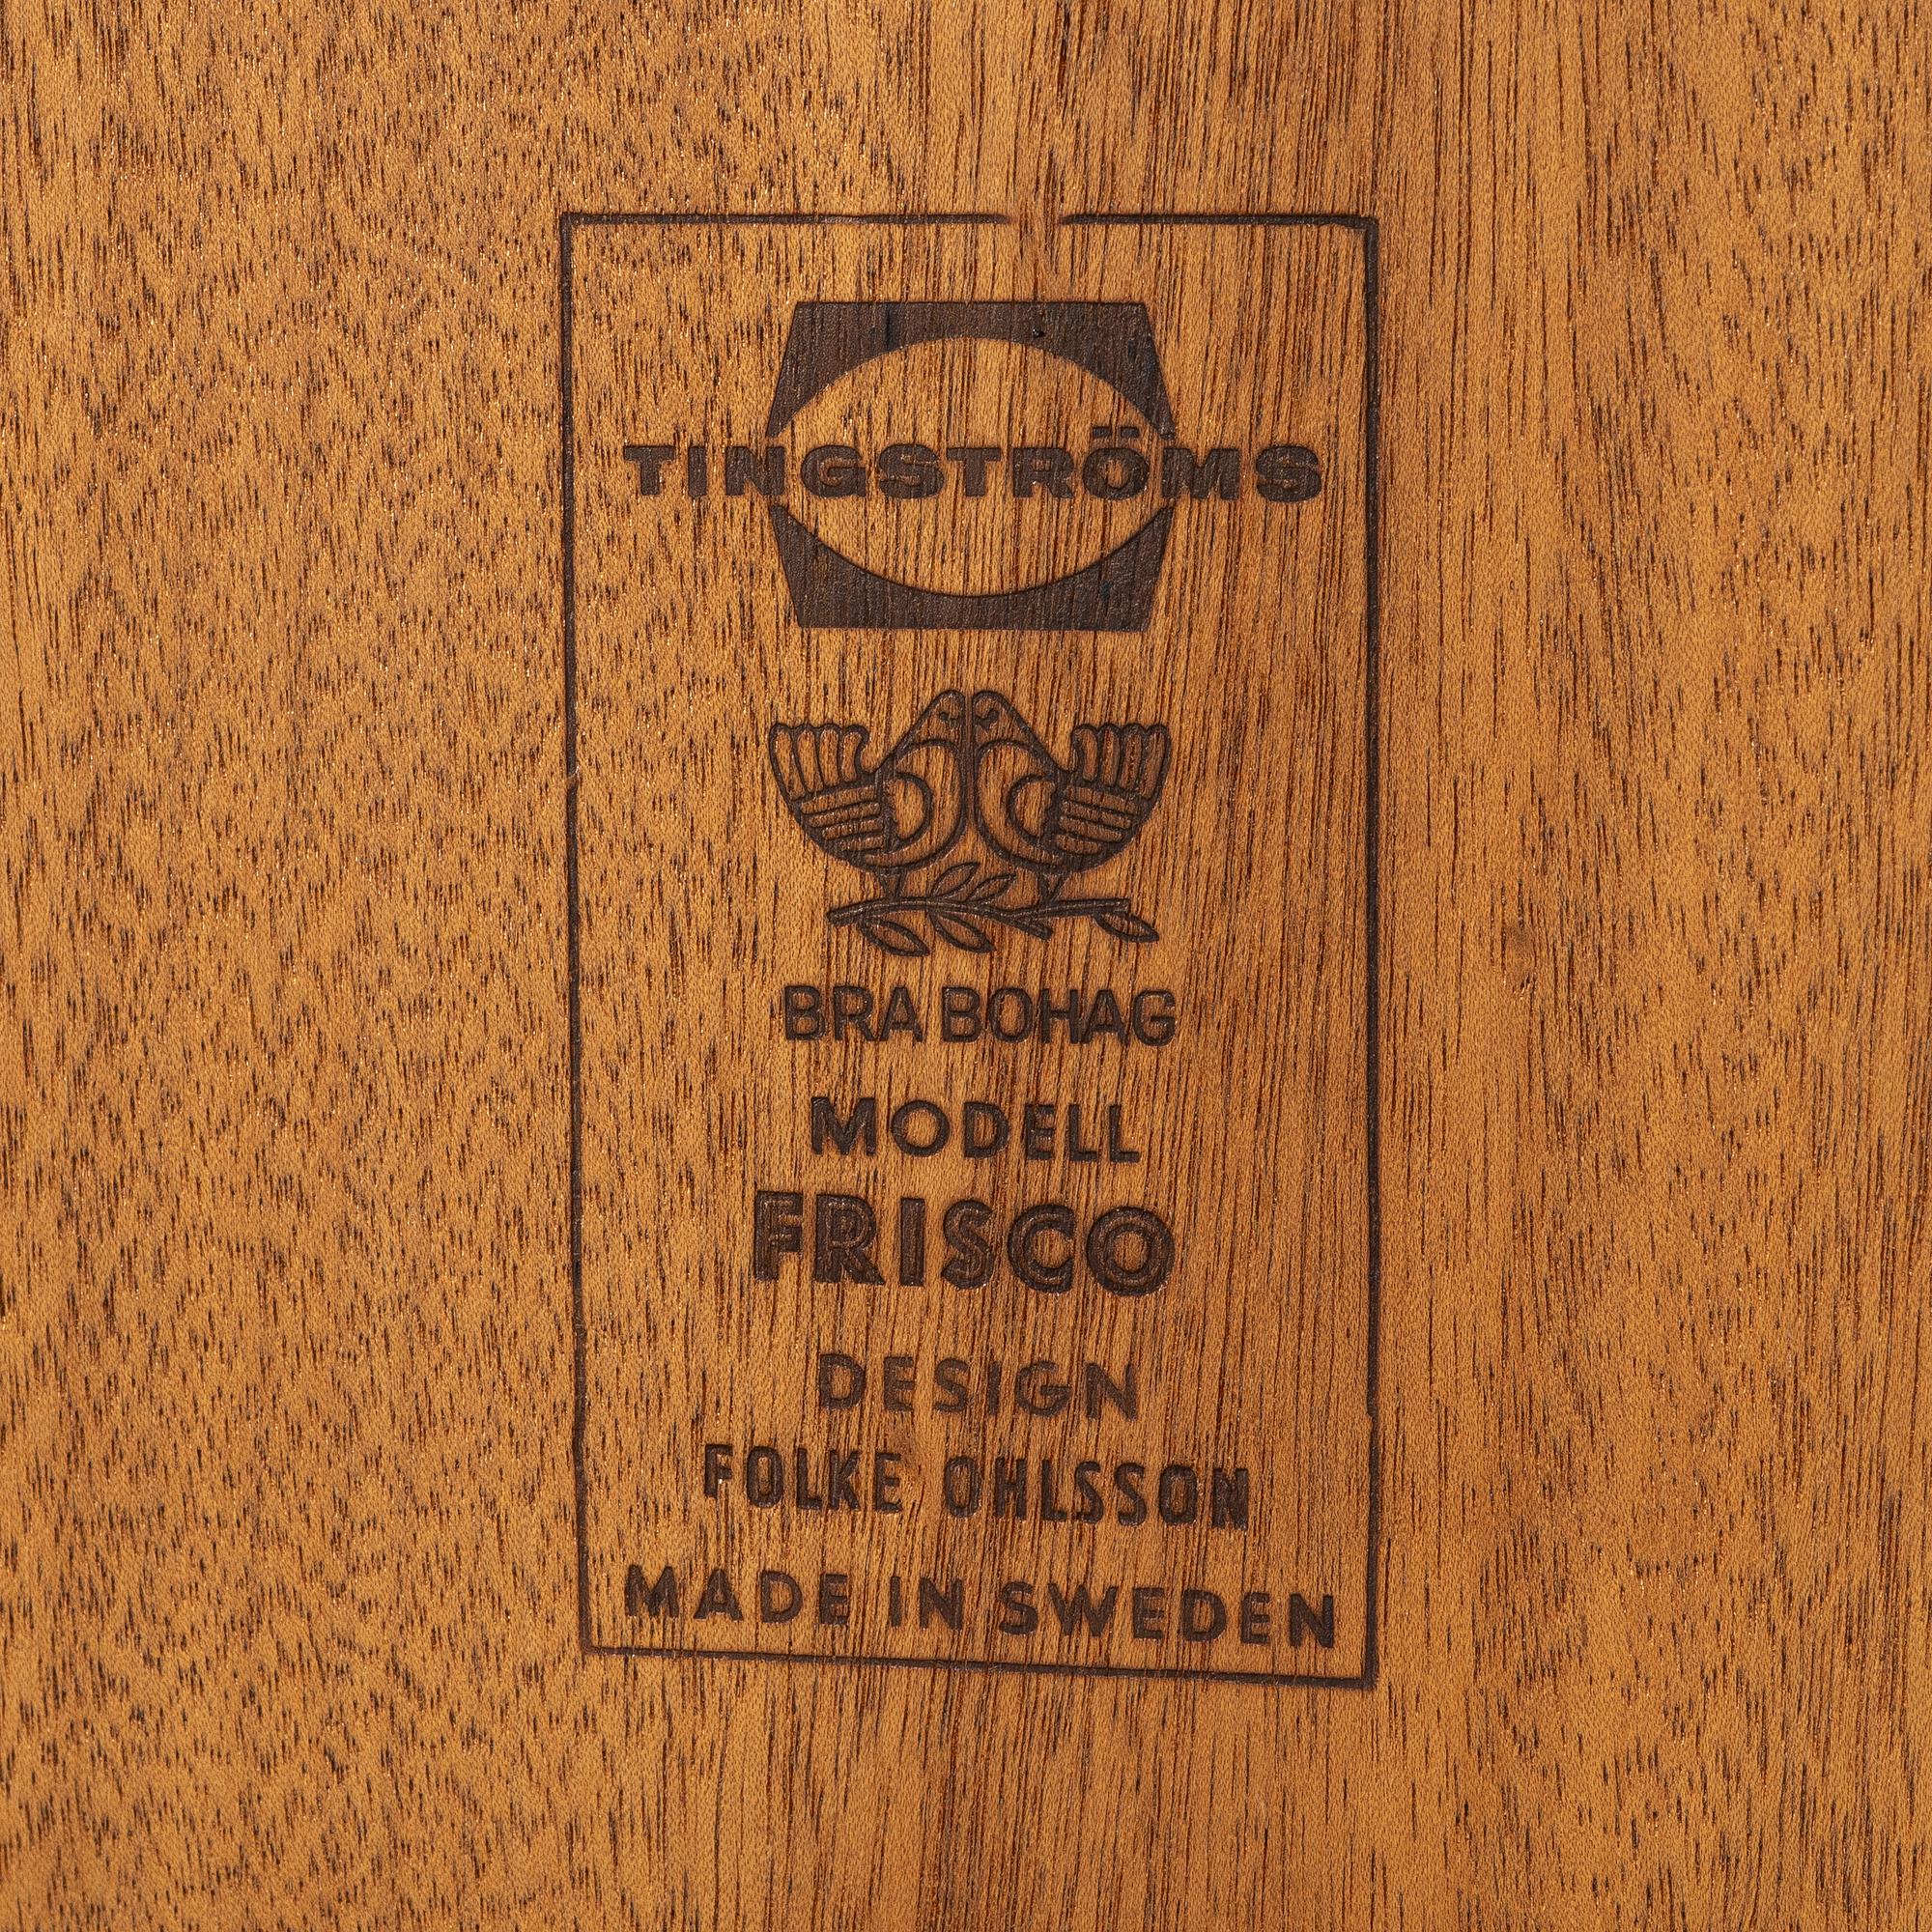 TINGSTRÖMS
BRA BOHAG
MODELL
FRISCO
DESIGN
FOLKE OHLSSON
MADE IN SWEDEN